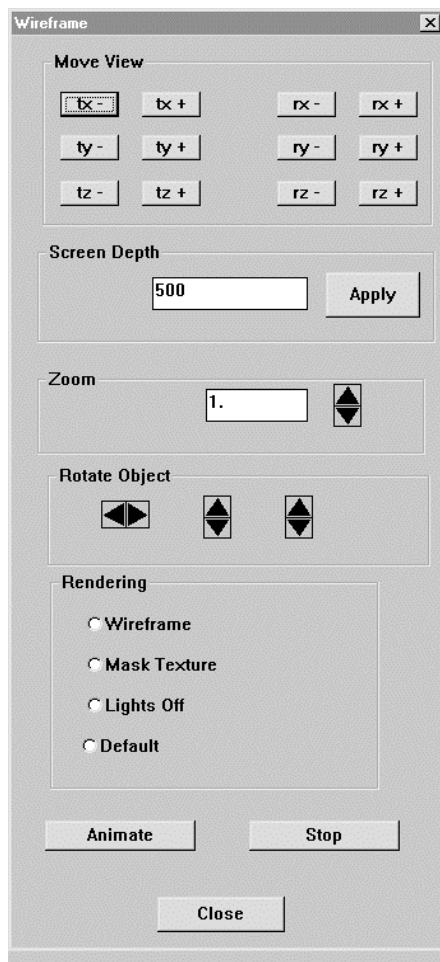 Wireframe
Move View
tx - tx + rx - rx +
ty - ty + ry - ry +
tz - tz + rz - rz +
Screen Depth
500 Apply
Zoom
1.
Rotate Object
Rendering
Wireframe
Mask Texture
Lights Off
Default
Animate Stop
Close